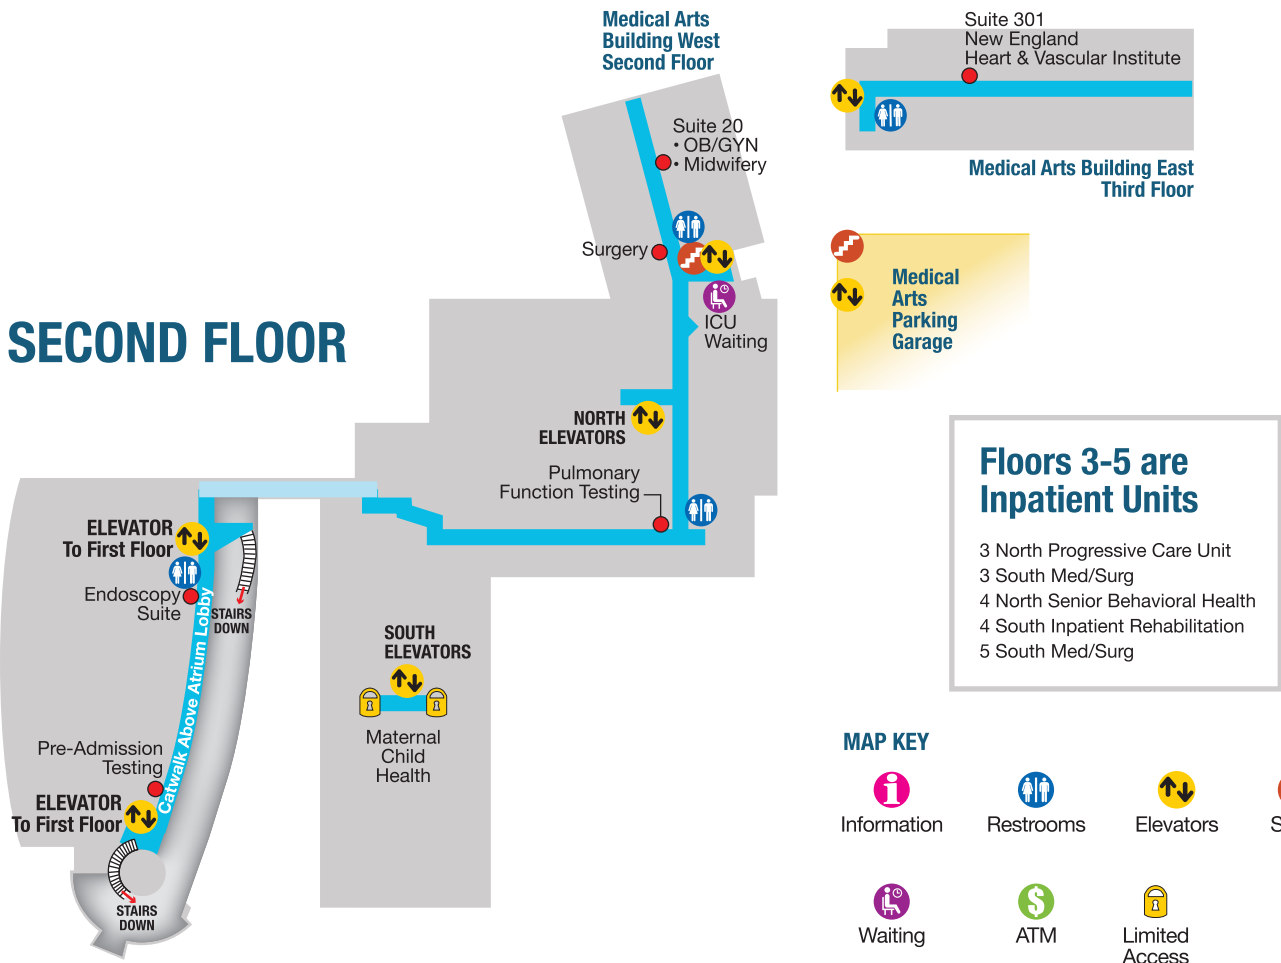 Medical Arts
Building West
Second Floor
Suite 301
New England
Heart & Vascular Institute
Suite 20
• OB/GYN
• Midwifery
Medical Arts Building East
Third Floor
Surgery
Medical
Arts
Parking
Garage
SECOND FLOOR
ICU
Waiting
NORTH
ELEVATORS
Pulmonary
Function Testing
Floors 3-5 are
Inpatient Units
3 North Progressive Care Unit
3 South Med/Surg
4 North Senior Behavioral Health
4 South Inpatient Rehabilitation
5 South Med/Surg
ELEVATOR
To First Floor
Endoscopy
Suite
STAIRS
DOWN
Catwalk Above Atrium Lobby
SOUTH
ELEVATORS
Maternal
Child
Health
Pre-Admission
Testing
ELEVATOR
To First Floor
STAIRS
DOWN
MAP KEY
Information
Restrooms
Elevators
S
Waiting
ATM
Limited
Access